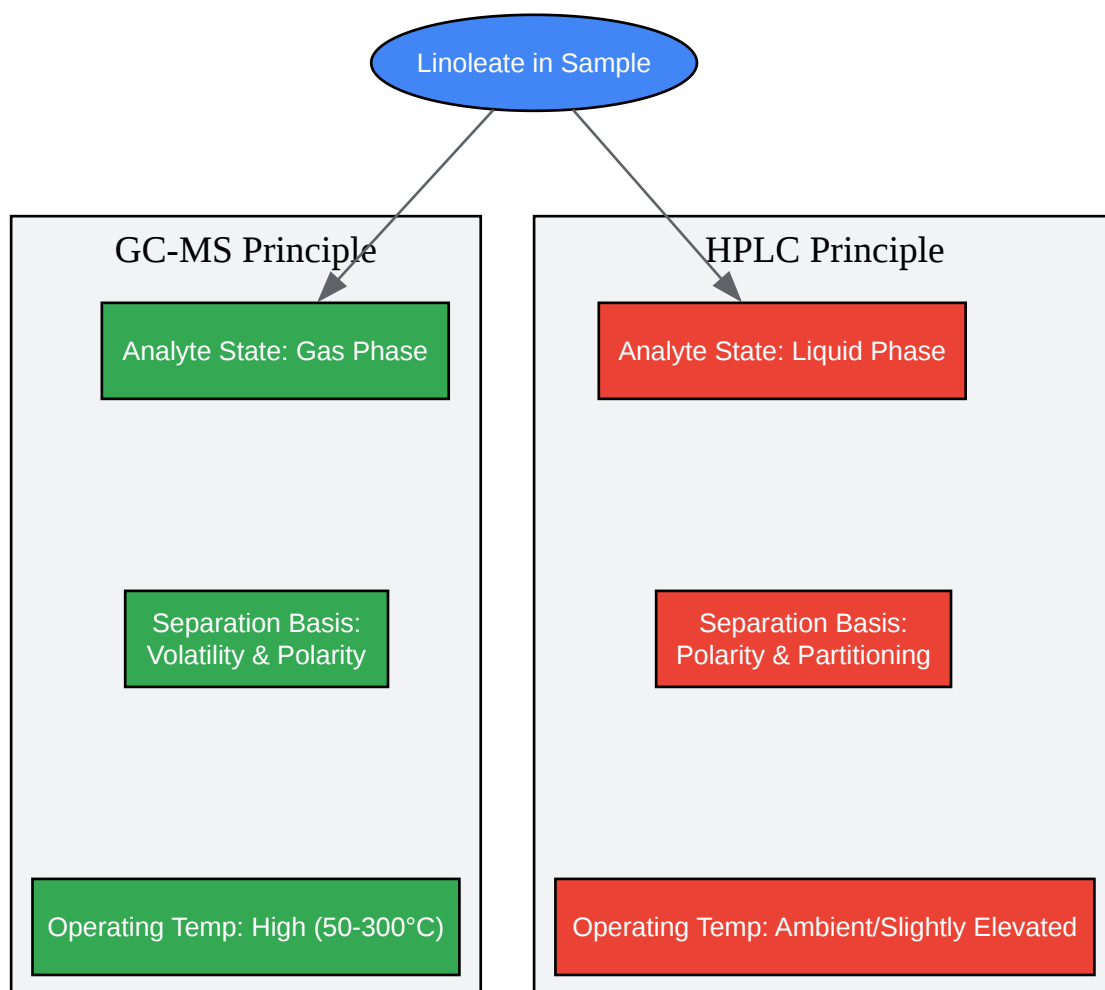 Linoleate in Sample
GC-MS Principle
Analyte State: Gas Phase
Separation Basis:
Volatility & Polarity
Operating Temp: High (50-300°C)
HPLC Principle
Analyte State: Liquid Phase
Separation Basis:
Polarity & Partitioning
Operating Temp: Ambient/Slightly Elevated